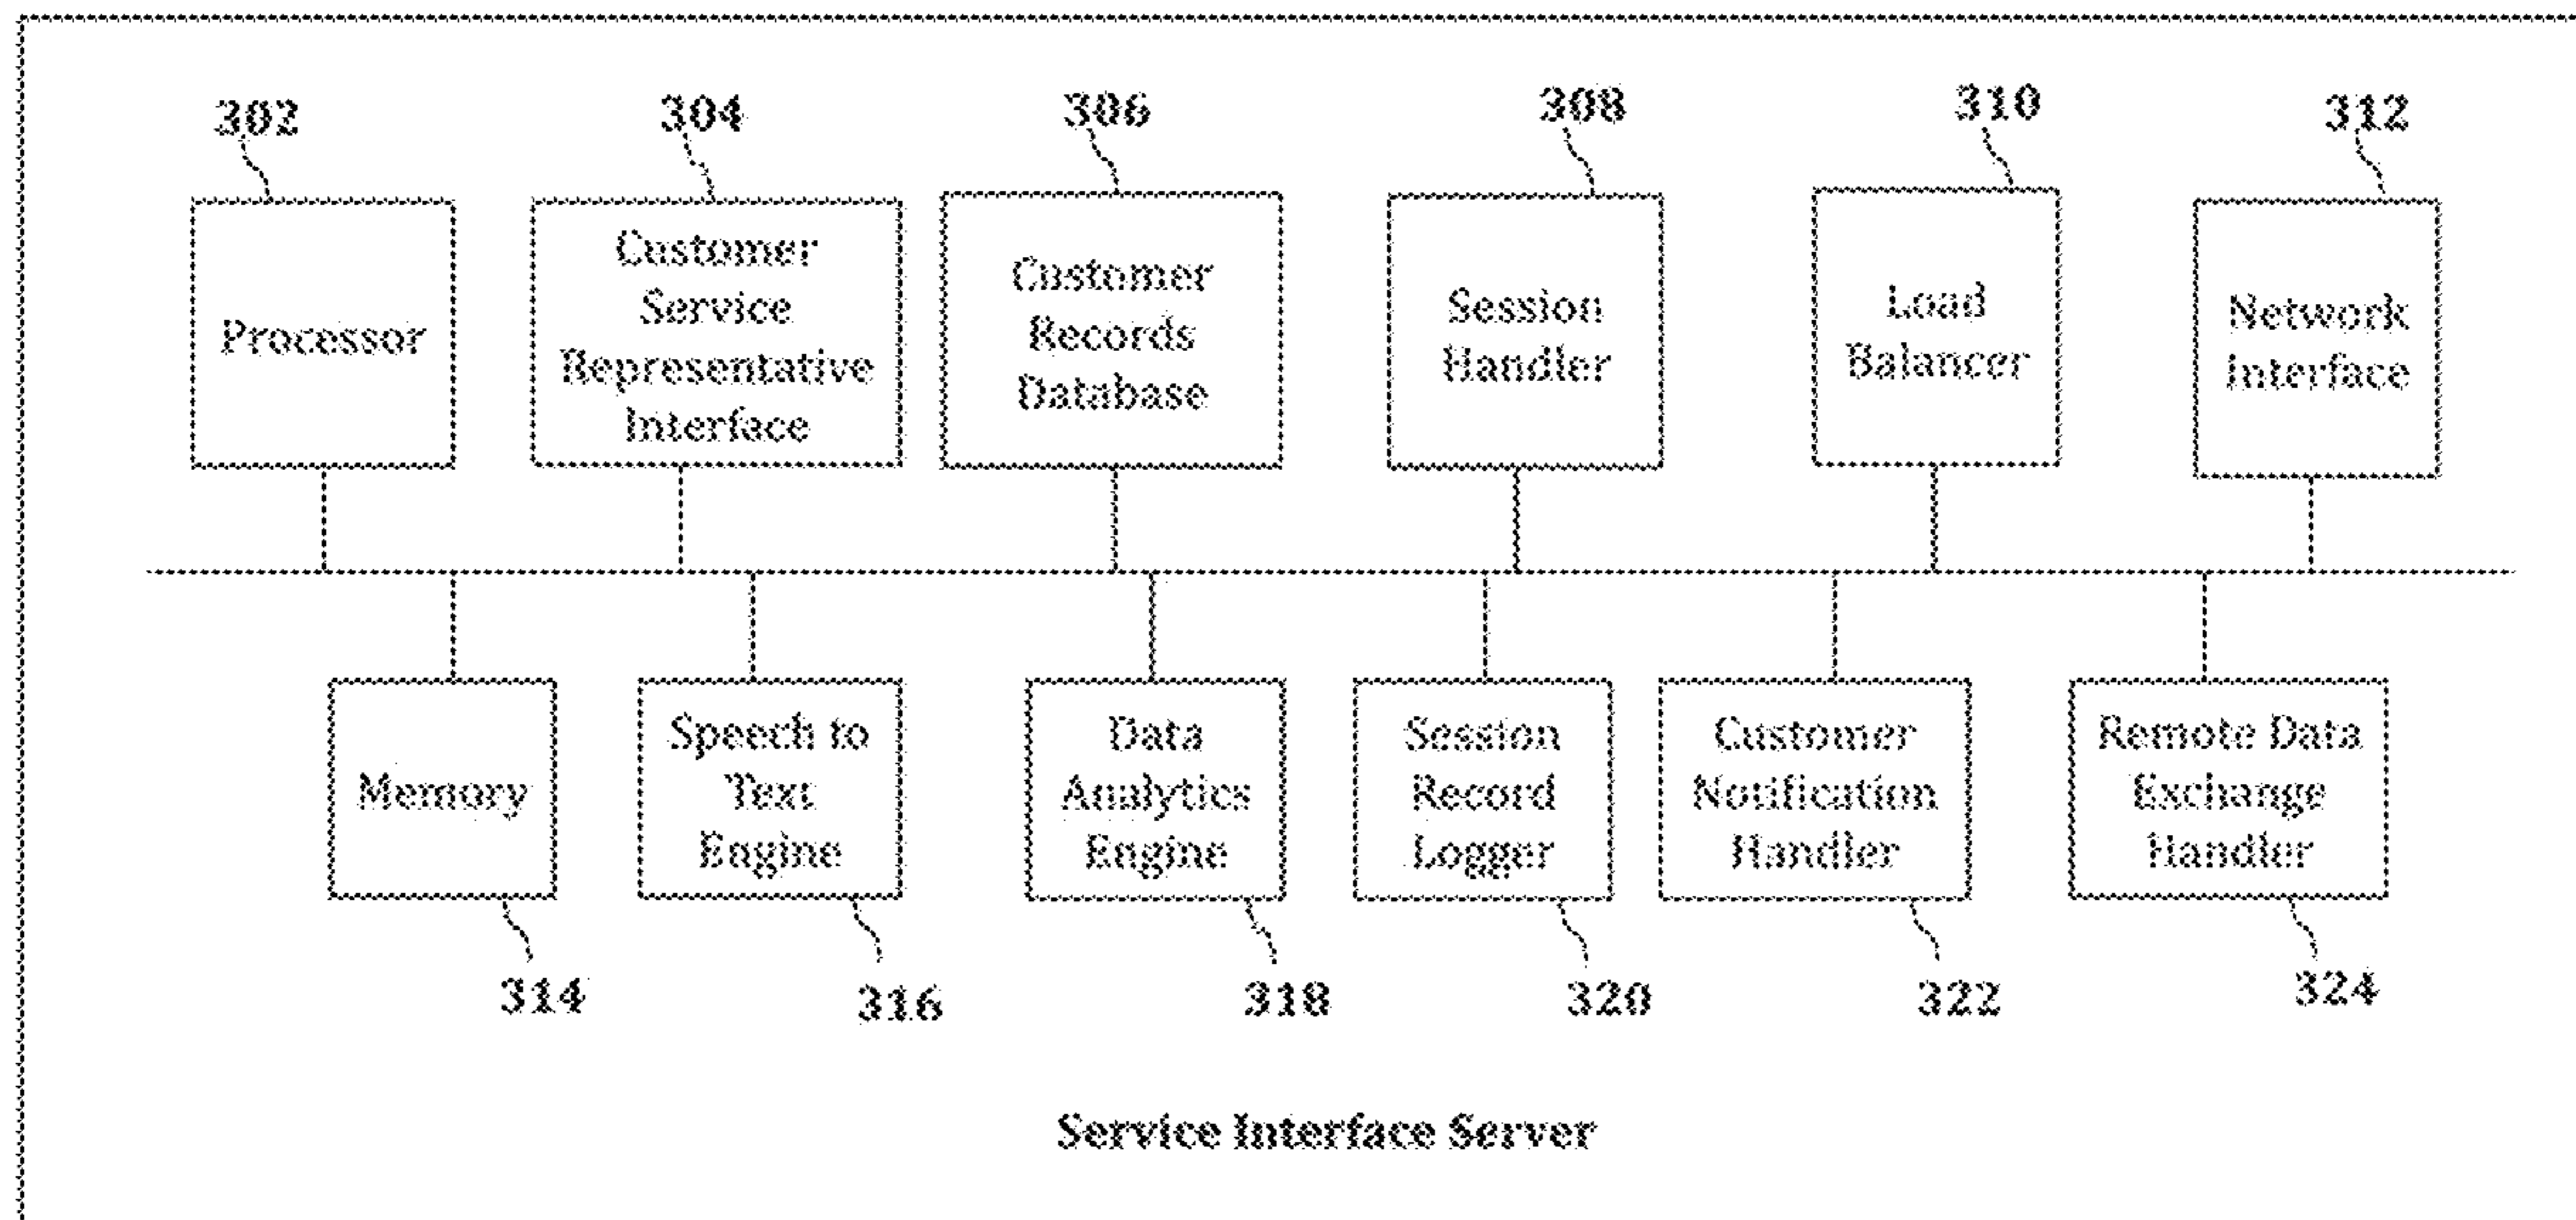 302
304
306
308
310
312
Processor
Customer
Service
Representative
Interface
Customer
Records
Database
Session
Handler
Load
Balancer
Network
Interface
Memory
Speech to
Text
Engine
Data
Analytics
Engine
Session
Record
Logger
Customer
Notification
Handler
Remote Data
Exchange
Handler
314
316
318
320
322
324
Service Interface Server